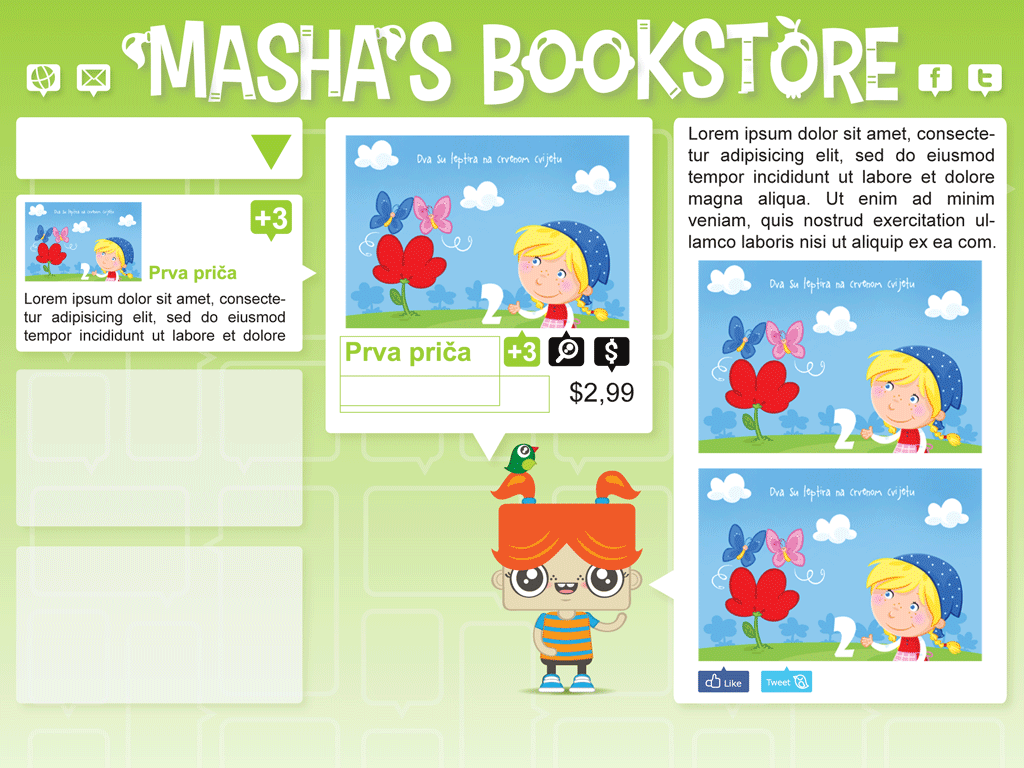 MASHA'S BOOKSTORE
Dva su leptira na crvenom cvijetu
2
+3
Prva priča
Lorem ipsum dolor sit amet, consecte-
tur adipisicing elit, sed do eiusmod
tempor incididunt ut labore et dolore
Dva su leptira na crvenom cvijetu
2
Prva priča
+3
$
$2,99
Lorem ipsum dolor sit amet, consecte-
tur adipisicing elit, sed do eiusmod
tempor incididunt ut labore et dolore
magna aliqua. Ut enim ad minim
veniam, quis nostrud exercitation ul-
lamco laboris nisi ut aliquip ex ea com.
Dva su leptira na crvenom cvijetu
2
Dva su leptira na crvenom cvijetu
2
Like
Tweet